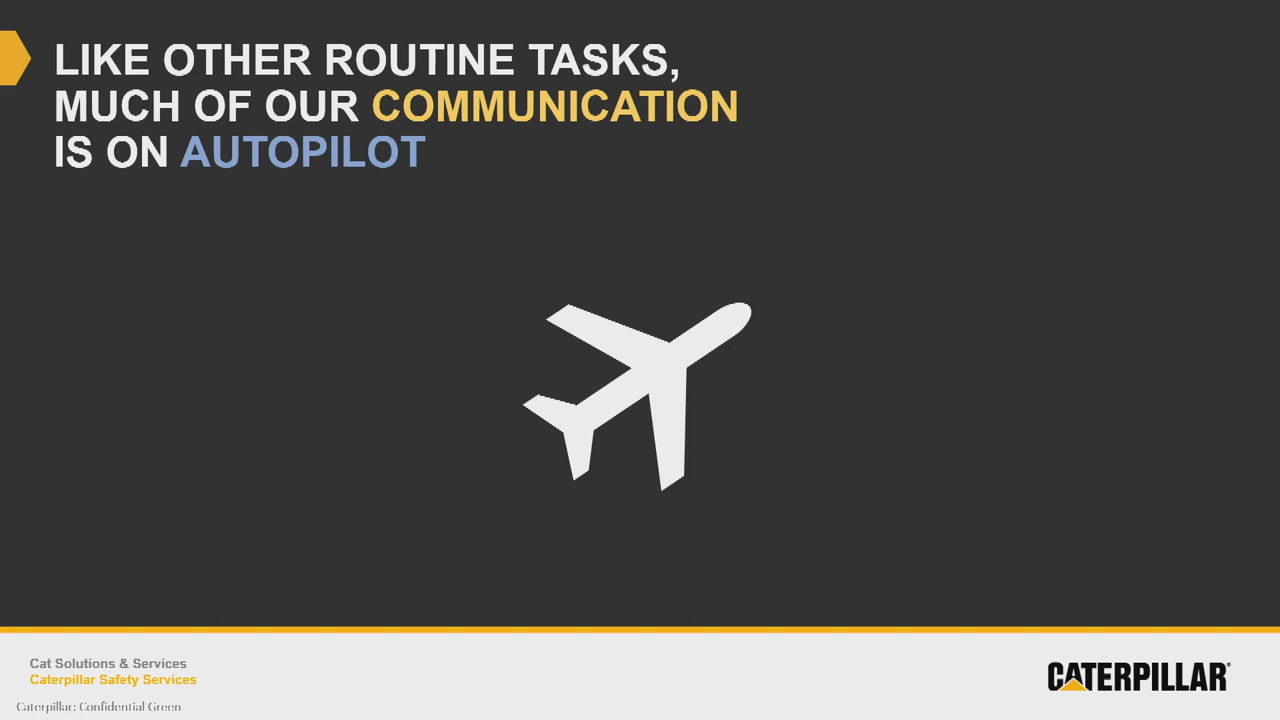 LIKE OTHER ROUTINE TASKS,
MUCH OF OUR COMMUNICATION
IS ON AUTOPILOT
Cat Solutions & Services
Caterpillar Safety Services
Caterpillar: Confidential Green
CATERPILLAR®